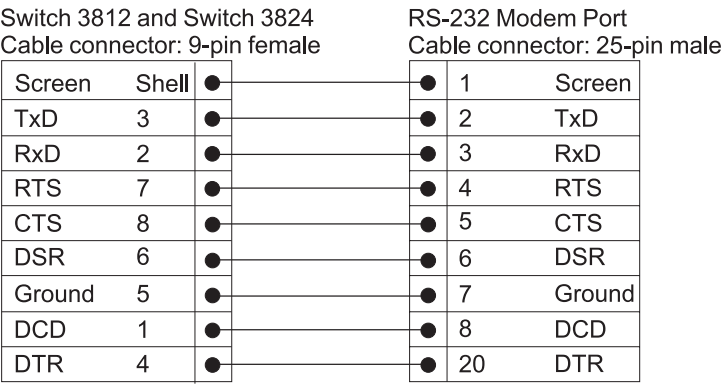 Switch 3812 and Switch 3824 RS-232 Modem Port
Cable connector: 9-pin female Cable connector: 25-pin male
Screen Shell 1 Screen
TxD 3 2 TxD
RxD 2 3 RxD
RTS 7 4 RTS
CTS 8 5 CTS
DSR 6 6 DSR
Ground 5 7 Ground
DCD 1 8 DCD
DTR 4 20 DTR